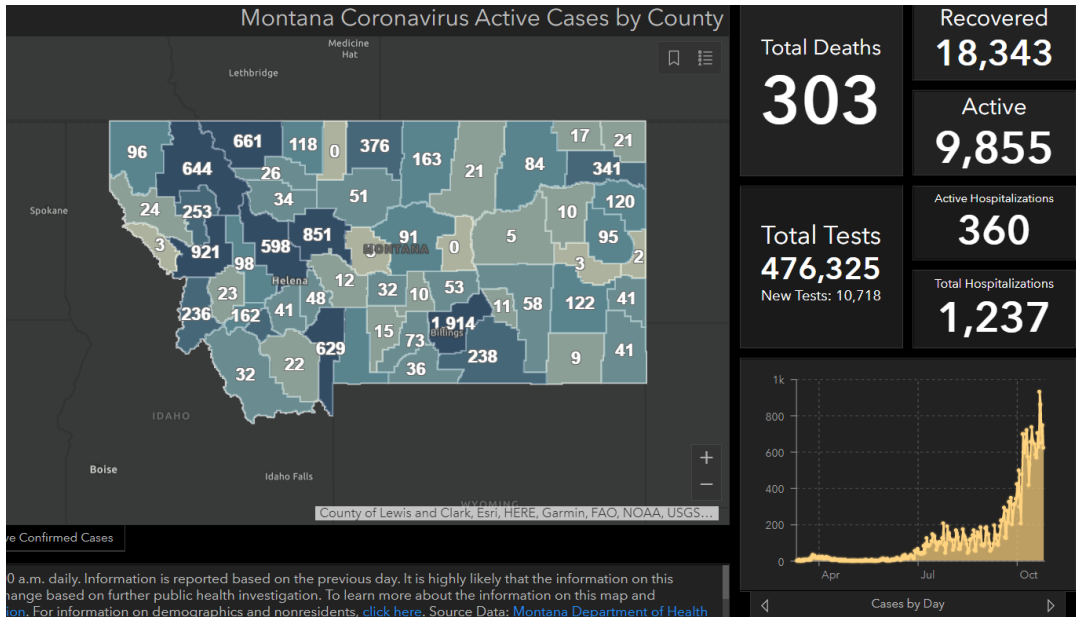 Montana Coronavirus Active Cases by County
Medicine
Hat
Lethbridge
Spokane
661
118
0
376
163
21
84
17
21
96
644
26
341
34
51
120
24
253
10
3
921
98
598
851
91
0
5
95
MONTANA
3
2
Helena
12
32
10
53
11
58
122
41
23
236
162
41
48
1 914
Billings
15
73
238
629
22
32
36
9
41
IDAHO
Boise
Idaho Falls
WYOMING
+
−
County of Lewis and Clark, Esri, HERE, Garmin, FAO, NOAA, USGS…
ve Confirmed Cases
0 a.m. daily. Information is reported based on the previous day. It is highly likely that the information on this
hange based on further public health investigation. To learn more about the information on this map and
ion. For information on demographics and nonresidents, click here. Source Data: Montana Department of Health
Total Deaths
303
Recovered
18,343
Active
9,855
Total Tests
476,325
New Tests: 10,718
Active Hospitalizations
360
Total Hospitalizations
1,237
1k
800
600
400
200
0
Apr
Jul
Oct
Cases by Day